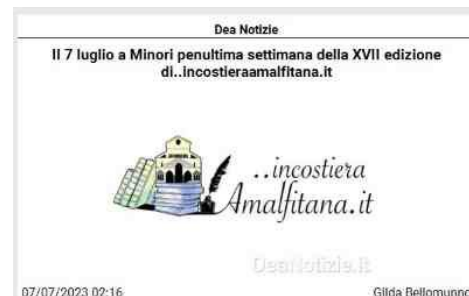 Dea Notizie
Il 7 luglio a Minori penultima settimana della XVII edizione
di..incostieraamalfitana.it
..incostiera
Amalfitana.it
DeaNotizie.it
07/07/2023 02:16
Gilda Bellomunno